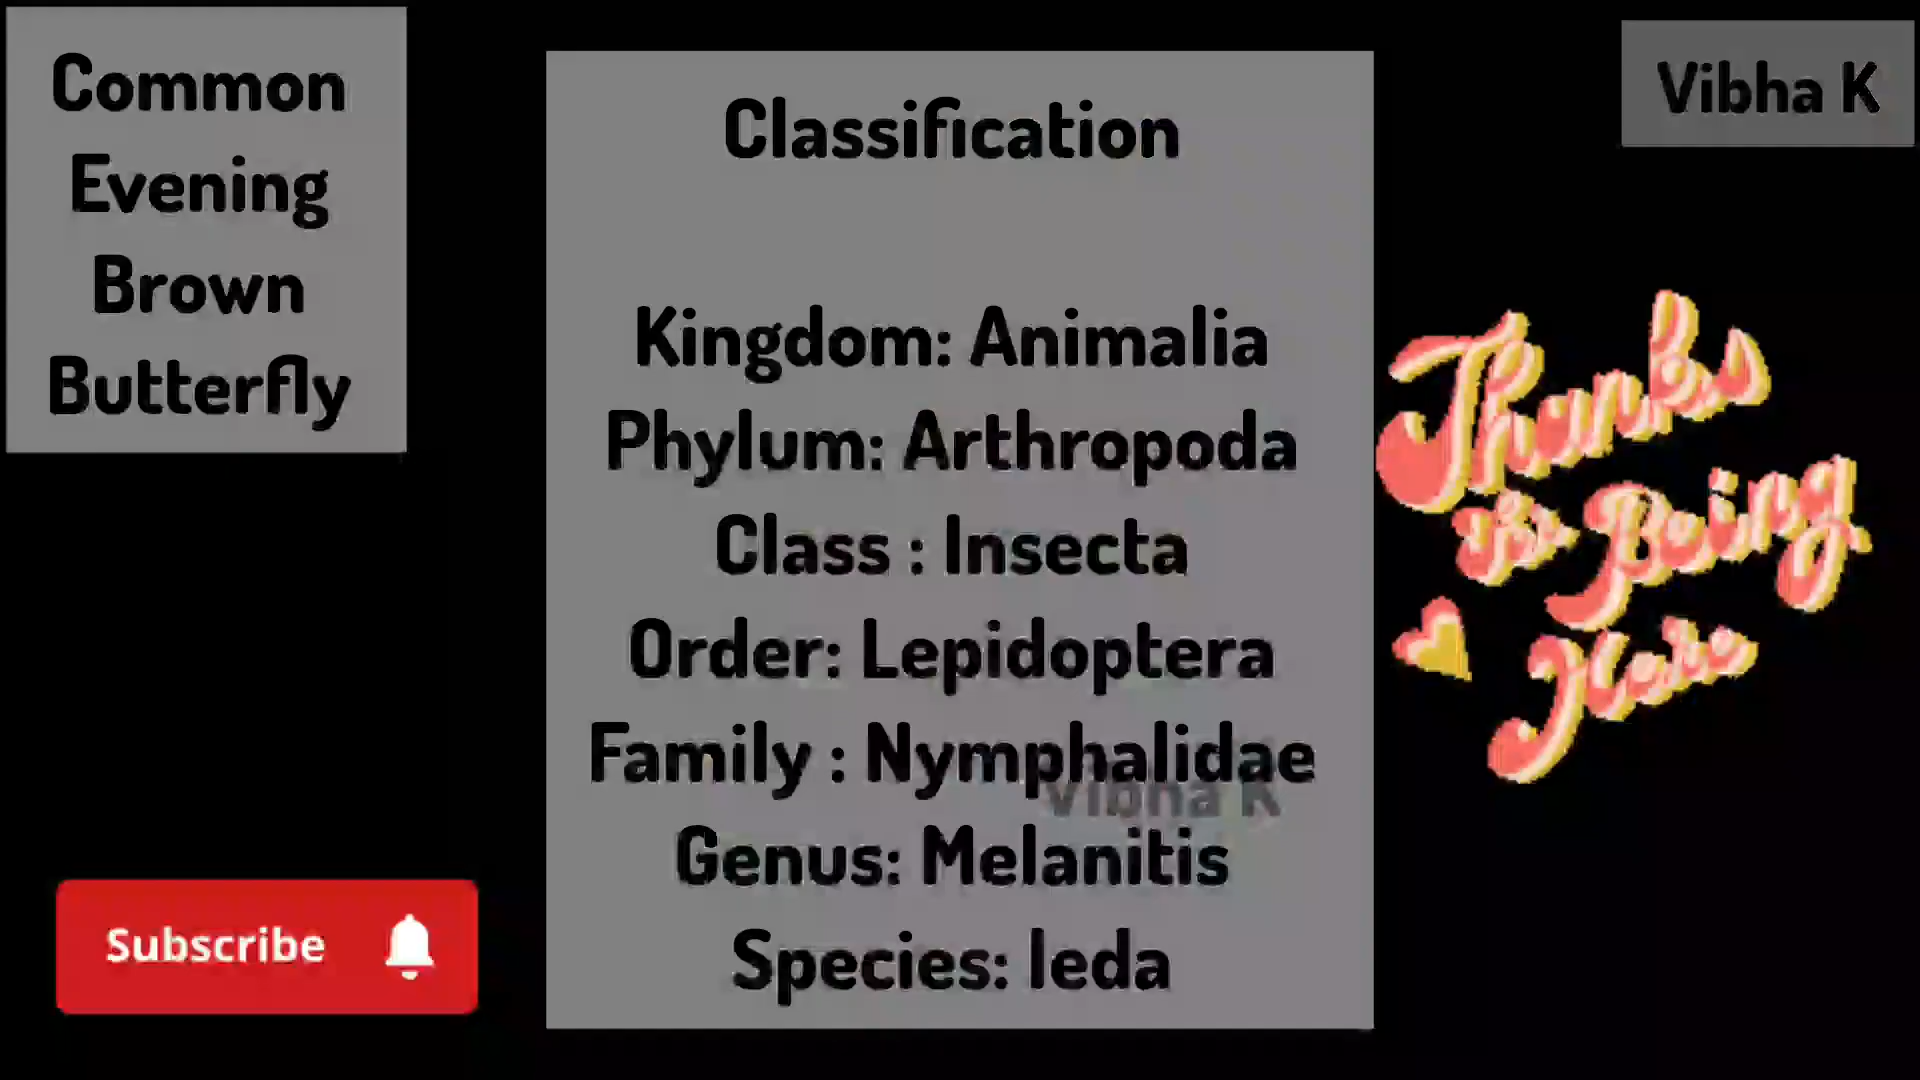 Common
Evening
Brown
Butterfly
Classification
Kingdom: Animalia
Phylum: Arthropoda
Class : Insecta
Order: Lepidoptera
Family : Nymphalidae
Genus: Melanitis
Species: leda
Vibha K
Vibha K
Thanks
for Being
Here
Subscribe